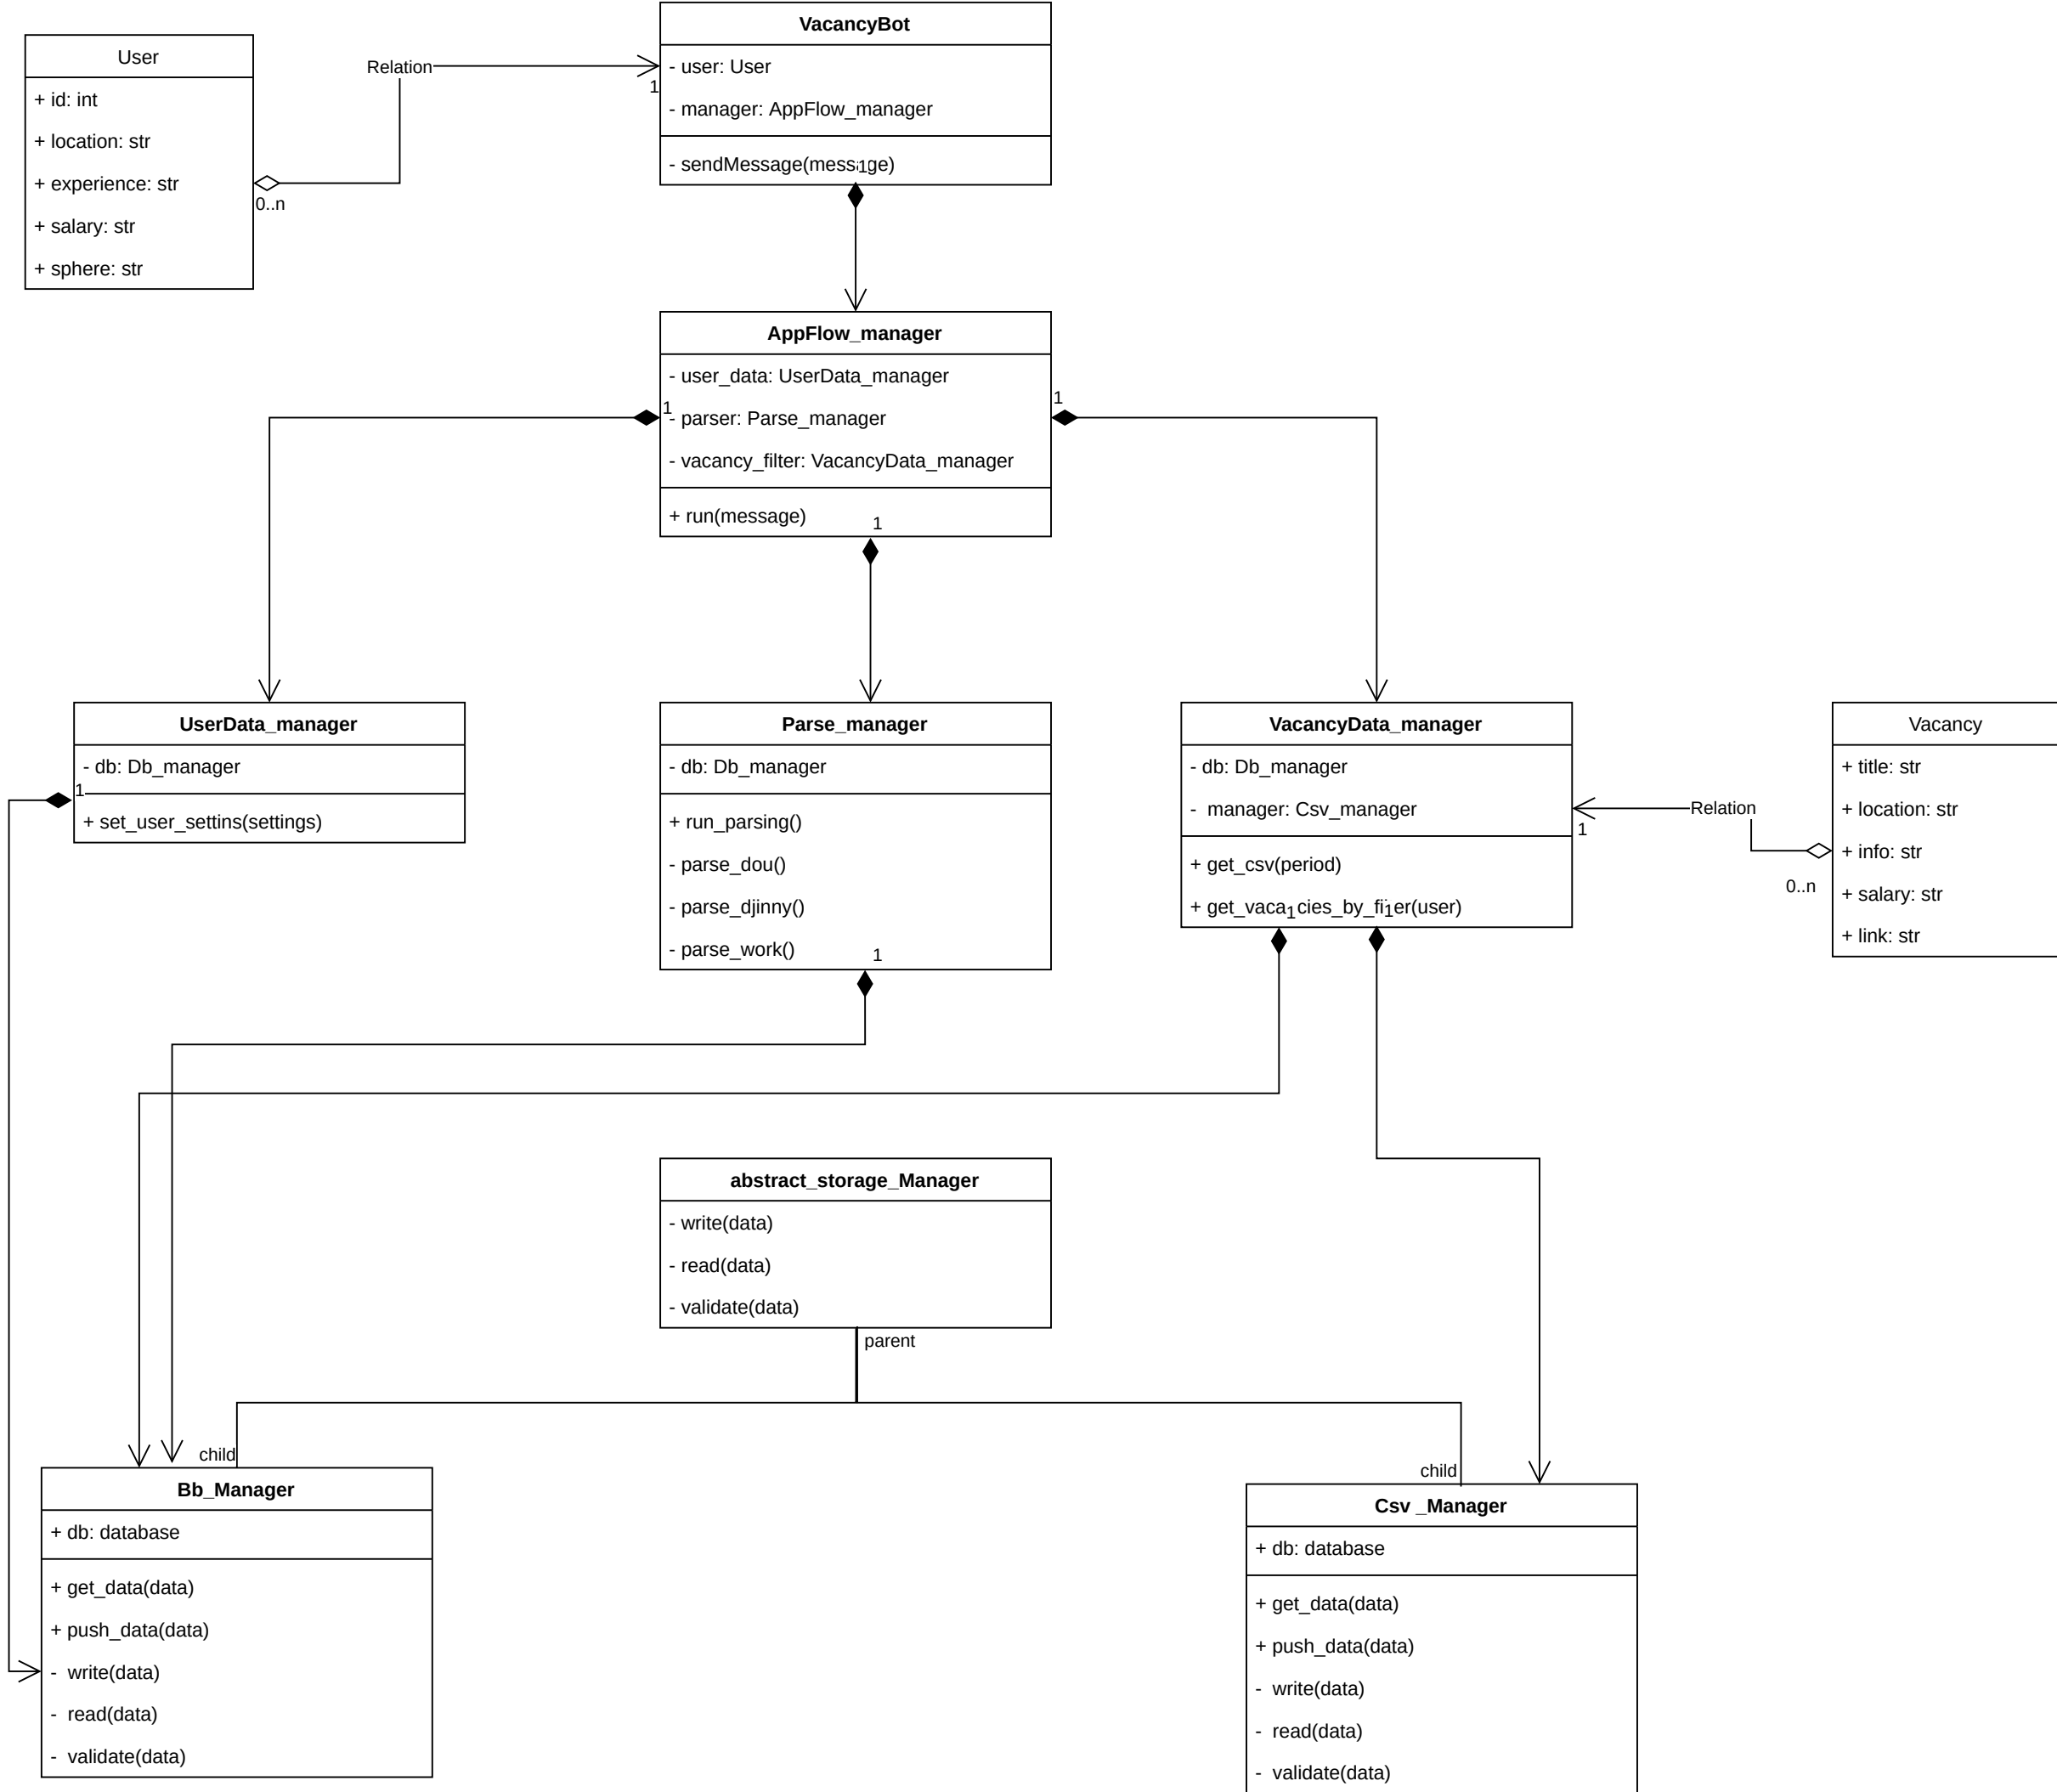 VacancyBot
- user: User
- manager: AppFlow_manager
- sendMessage(message)
1
1
User
+ id: int
+ location: str
+ experience: str
+ salary: str
+ sphere: str
Relation
0..n
AppFlow_manager
- user_data: UserData_manager
- parser: Parse_manager
- vacancy_filter: VacancyData_manager
+ run(message)
1
1
1
UserData_manager
- db: Db_manager
+ set_user_settins(settings)
1
Parse_manager
- db: Db_manager
+ run_parsing()
- parse_dou()
- parse_djinny()
- parse_work()
1
VacancyData_manager
- db: Db_manager
-  manager: Csv_manager
+ get_csv(period)
+ get_vaca cies_by_fi er(user)
1
1
1
Relation
0..n
Vacancy
+ title: str
+ location: str
+ info: str
+ salary: str
+ link: str
abstract_storage_Manager
- write(data)
- read(data)
- validate(data)
parent
child
child
Bb_Manager
+ db: database
+ get_data(data)
+ push_data(data)
-  write(data)
-  read(data)
-  validate(data)
Csv _Manager
+ db: database
+ get_data(data)
+ push_data(data)
-  write(data)
-  read(data)
-  validate(data)